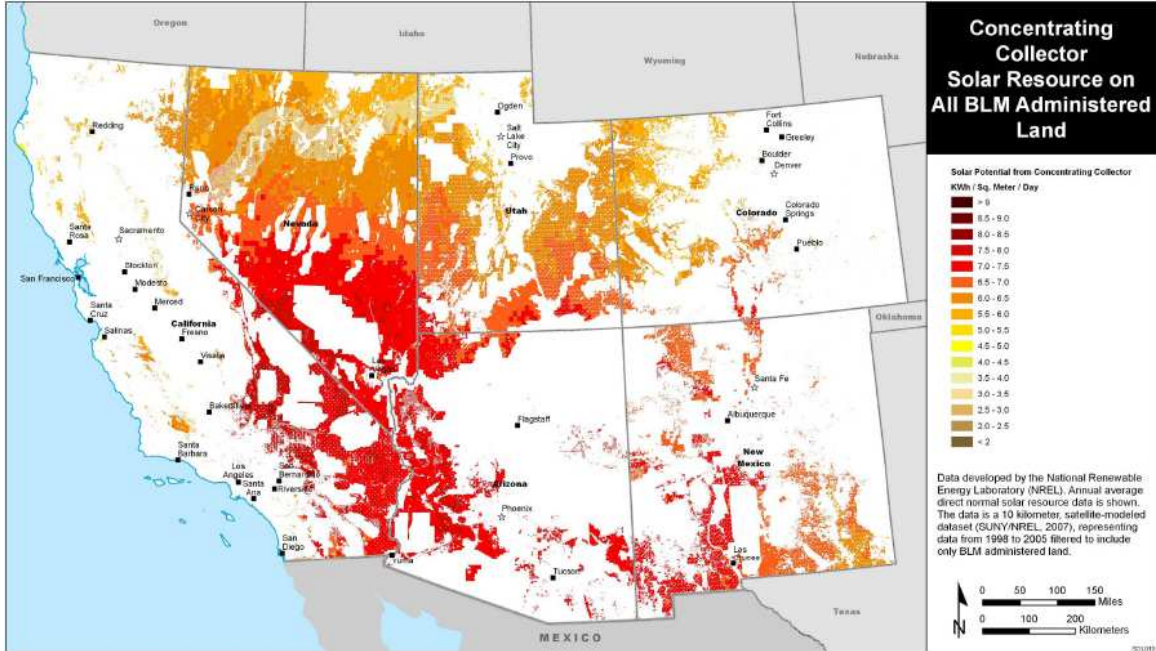 Concentrating
Collector
Solar Resource on
All BLM Administered
Land
Solar Potential from Concentrating Collector
KWh / Sq. Meter / Day
> 9
8.5 - 9.0
8.0 - 8.5
7.5 - 8.0
7.0 - 7.5
6.5 - 7.0
6.0 - 6.5
5.5 - 6.0
5.0 - 5.5
4.5 - 5.0
4.0 - 4.5
3.5 - 4.0
3.0 - 3.5
2.5 - 3.0
2.0 - 2.5
< 2
Data developed by the National Renewable
Energy Laboratory (NREL). Annual average
direct normal solar resource data is shown.
The data is a 10 kilometer, satellite-modeled
dataset (SUNY/NREL, 2007), representing
data from 1998 to 2005 filtered to include
only BLM administered land.
N
0 50 100 150
Miles
0 100 200
Kilometers
Oregon
Idaho
Wyoming
Nebraska
Oklahoma
Texas
MEXICO
Redding
Reno
Carson
City
Nevada
Santa
Rosa
Sacramento
Stockton
San Francisco
Modesto
Merced
Santa
Cruz
Salinas
California
Fresno
Visalia
Santa
Barbara
Los
Angeles
Santa
Ana
San
Bernardino
Riverside
San
Diego
Ogden
Salt
Lake
City
Provo
Utah
Fort
Collins
Greeley
Boulder
Denver
Colorado
Colorado
Springs
Pueblo
Flagstaff
Arizona
Phoenix
Yuma
Tucson
Santa Fe
Albuquerque
New
Mexico
Las
Cruces